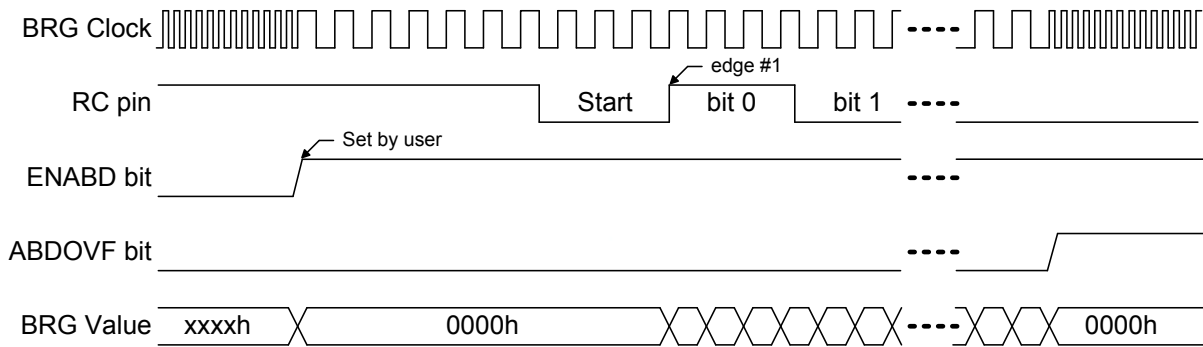 BRG Clock
edge #1
RC pin Start bit 0 bit 1
Set by user
ENABD bit
ABDOVF bit
BRG Value xxxxh 0000h 0000h